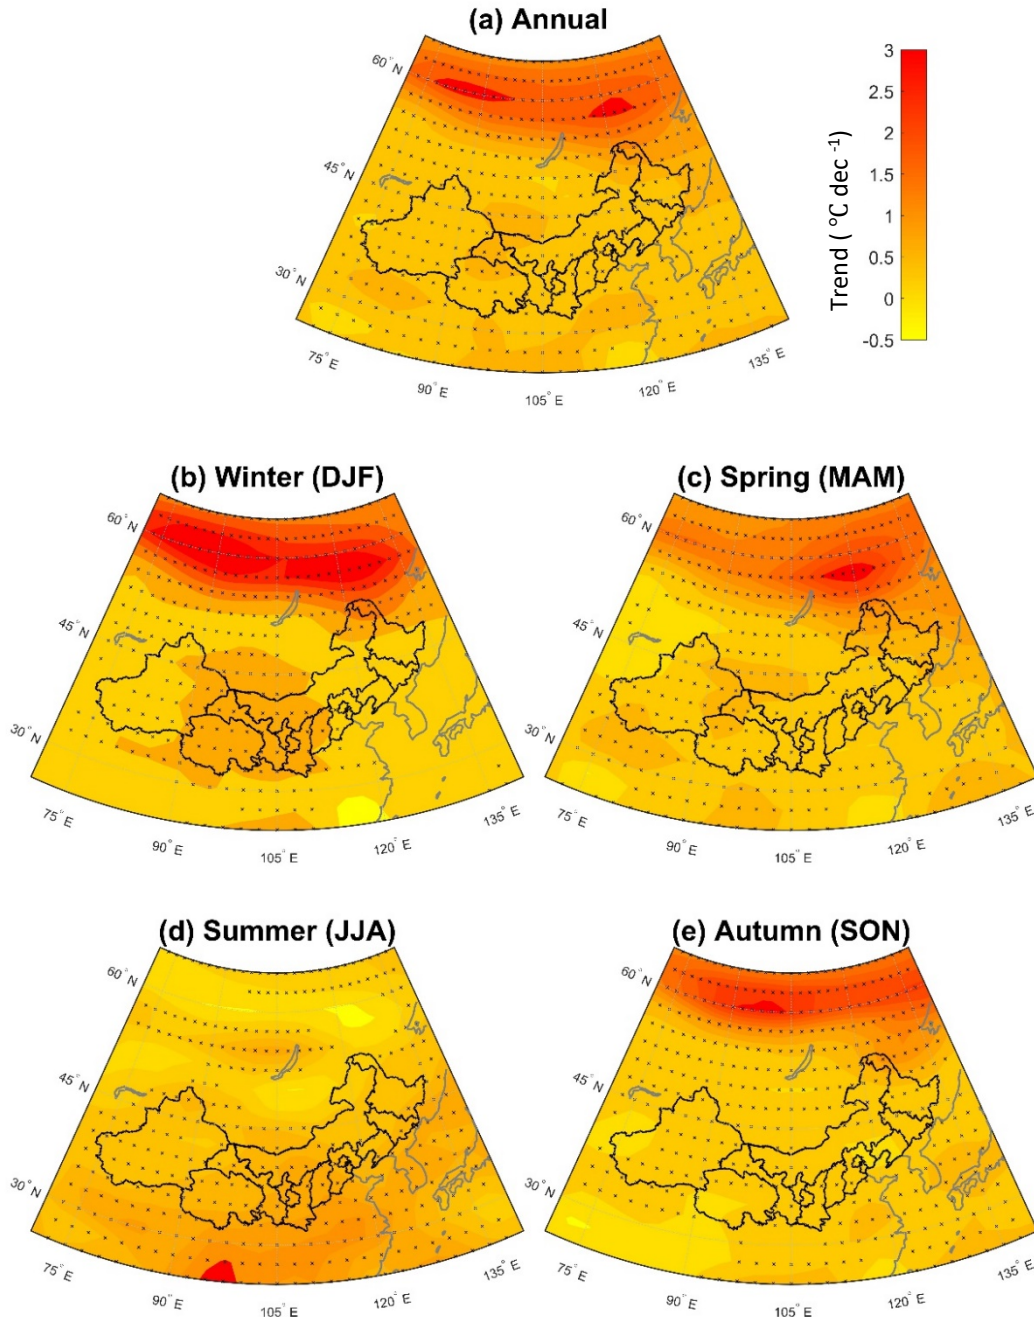 (a) Annual
60° N
45° N
30° N
75° E
90° E
105° E
120° E
135° E
3
2.5
2
1.5
1
0.5
0
-0.5
Trend ( °C dec -1)
(b) Winter (DJF)
60° N
45° N
30° N
75° E
90° E
105° E
120° E
135° E
(c) Spring (MAM)
60° N
45° N
30° N
75° E
90° E
105° E
120° E
135° E
(d) Summer (JJA)
60° N
45° N
30° N
75° E
90° E
105° E
120° E
135° E
(e) Autumn (SON)
60° N
45° N
30° N
75° E
90° E
105° E
120° E
135° E